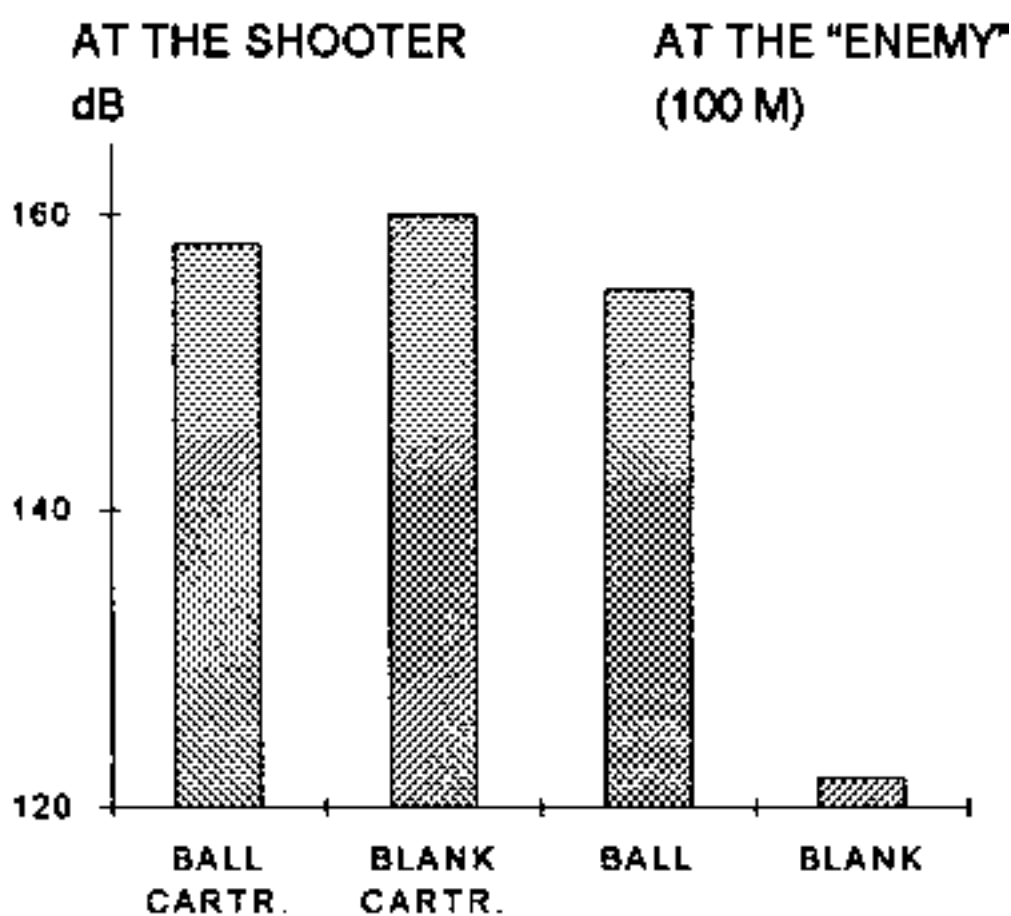 AT THE SHOOTER
dB
AT THE "ENEMY"
(100 M)
160
140
120
BALL
CARTR.
BLANK
CARTR.
BALL
BLANK